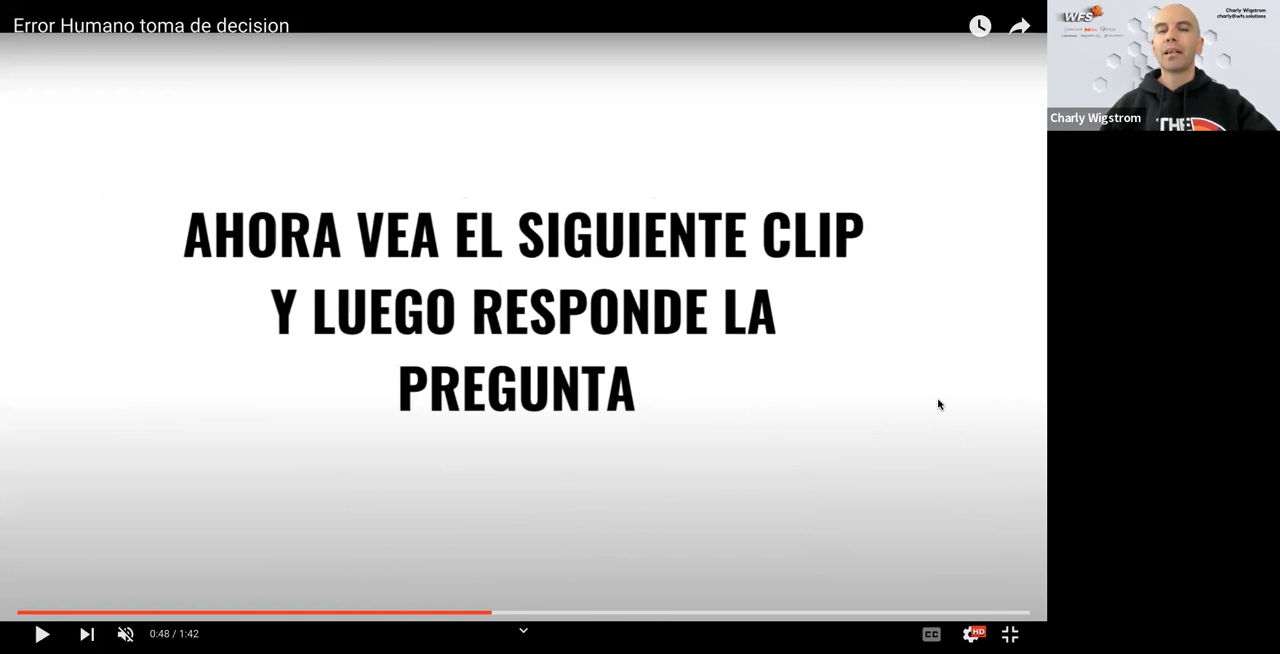 Error Humano toma de decision
WFS
Charly Wigstrom
charly@wfs.solutions
THE
Charly Wigstrom
AHORA VEA EL SIGUIENTE CLIP
Y LUEGO RESPONDE LA
PREGUNTA
0:48 / 1:42
CC
HD